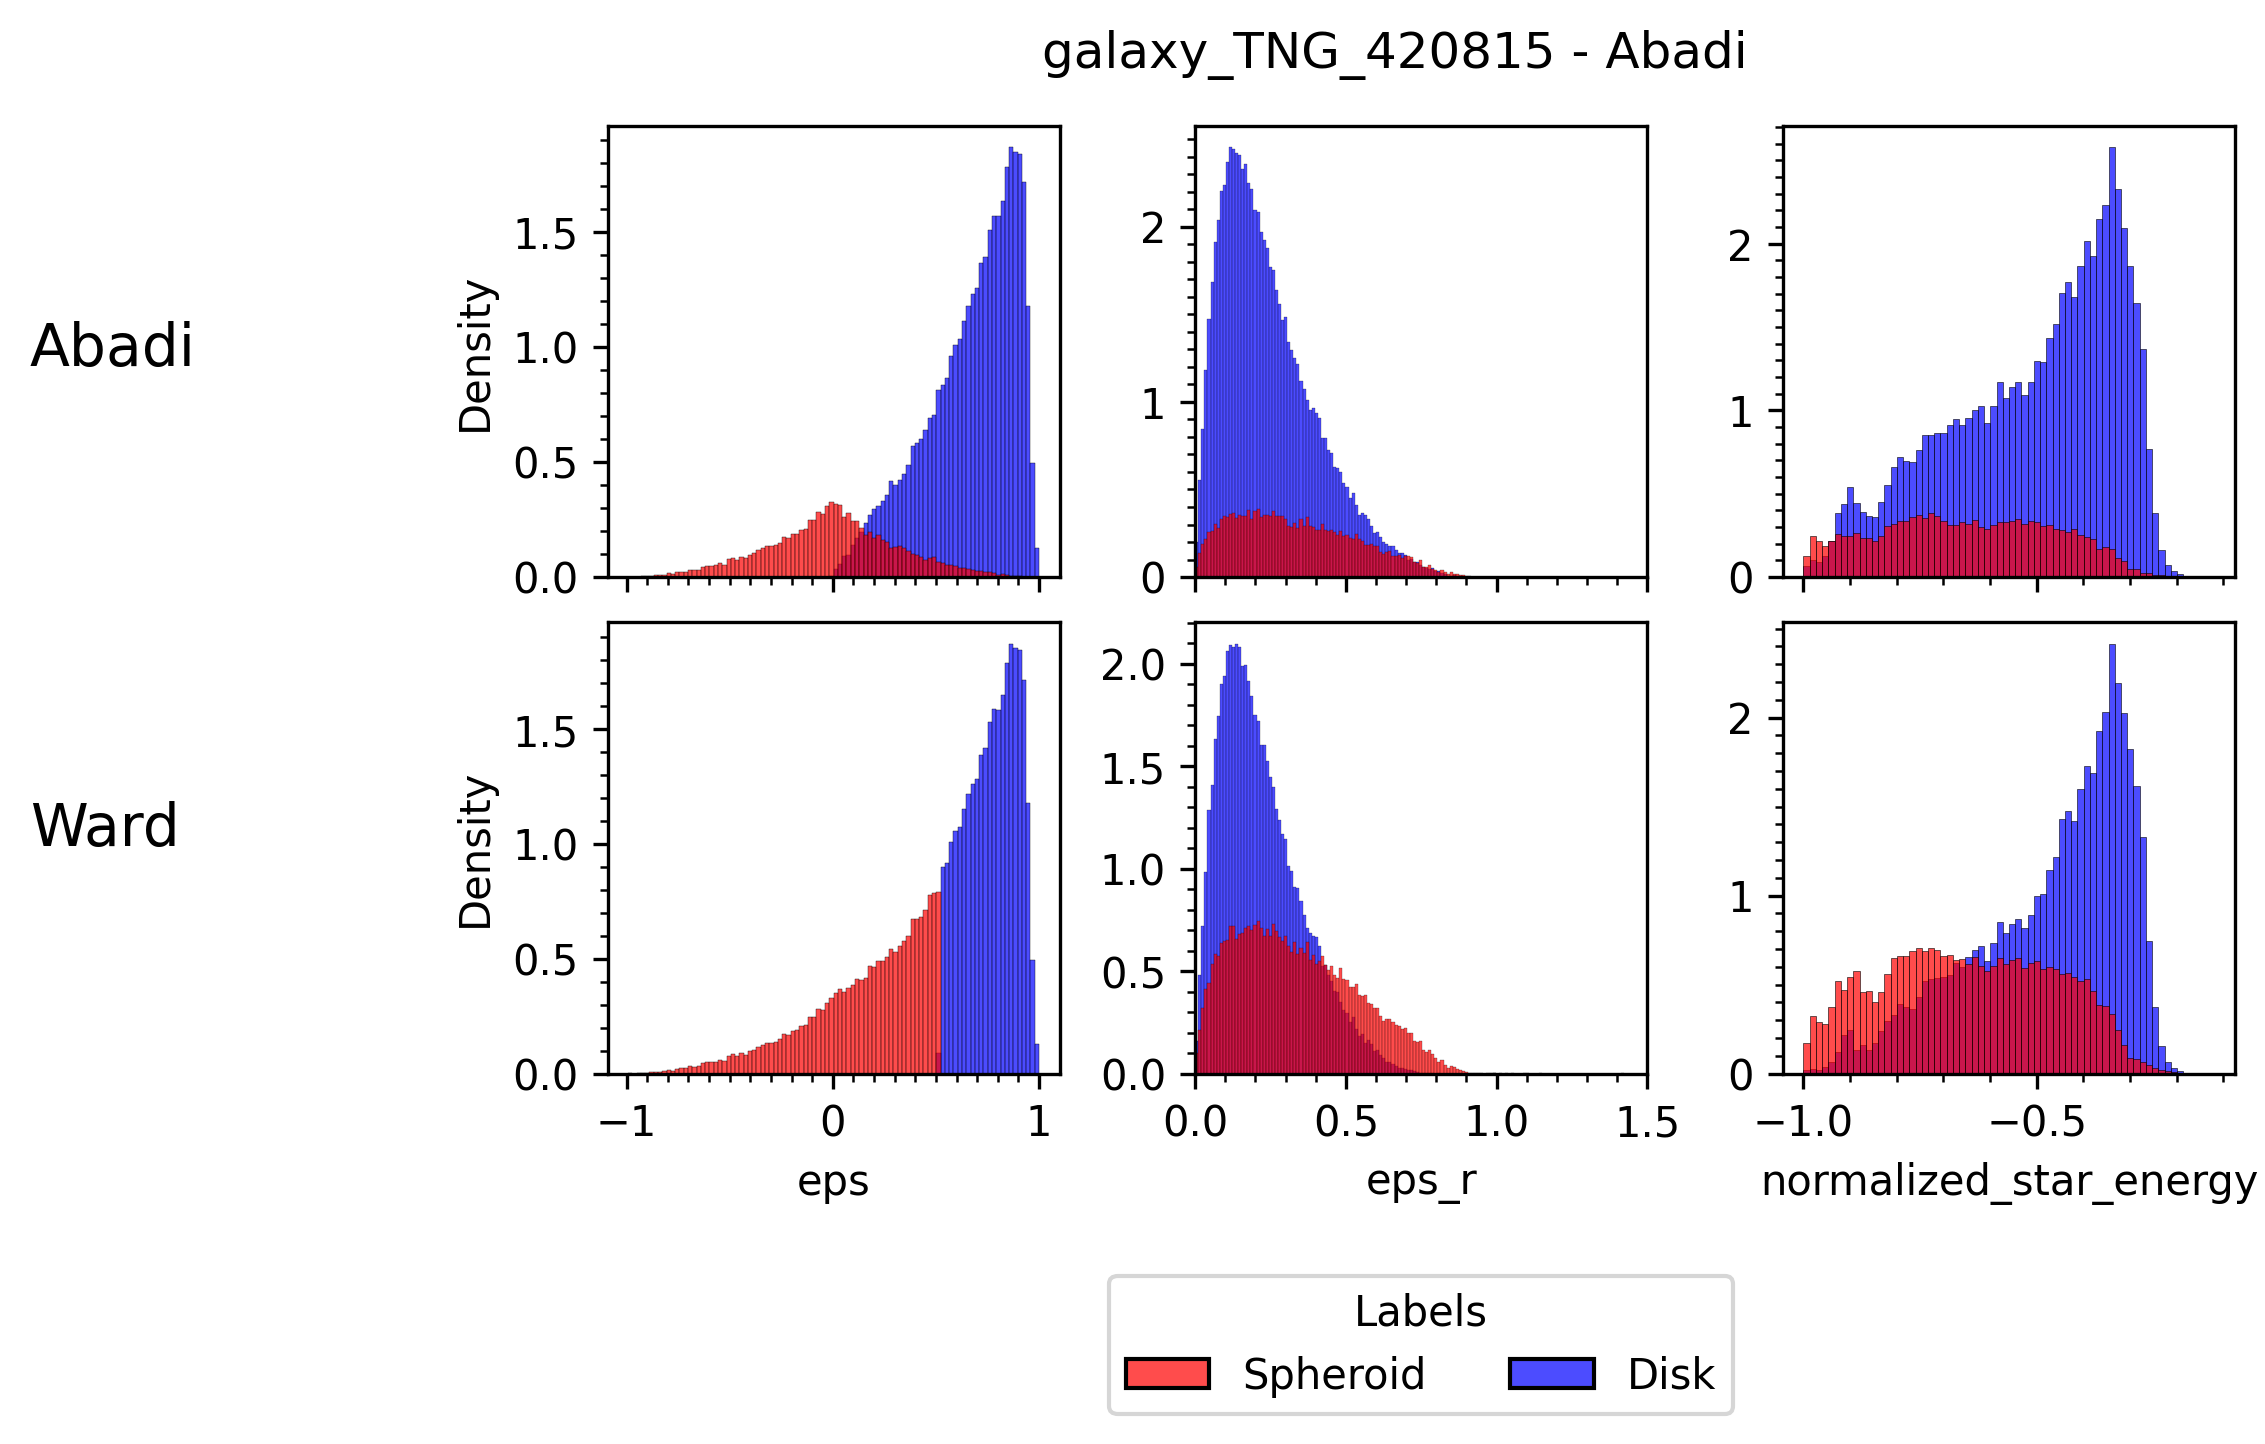 galaxy_TNG_420815 - Abadi
Abadi
Density
1.5
1.0
0.5
0.0
2
1
0
2
1
0
Ward
Density
1.5
1.0
0.5
0.0
2.0
1.5
1.0
0.5
0.0
2
1
0
−1 0 1
0.0 0.5 1.0 1.5
−1.0 −0.5
eps
eps_r
normalized_star_energy
Labels
Spheroid Disk